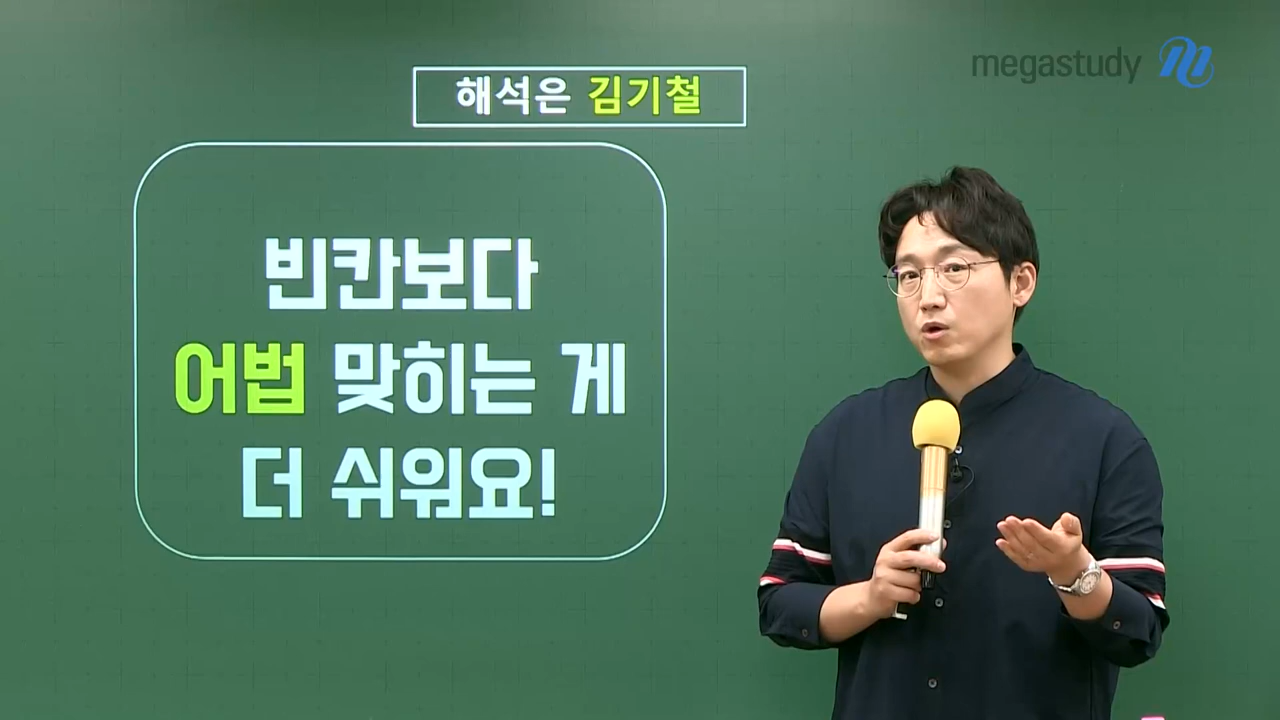 megastudy
해석은 김기철
빈칸보다
어법 맞히는 게
더 쉬워요!